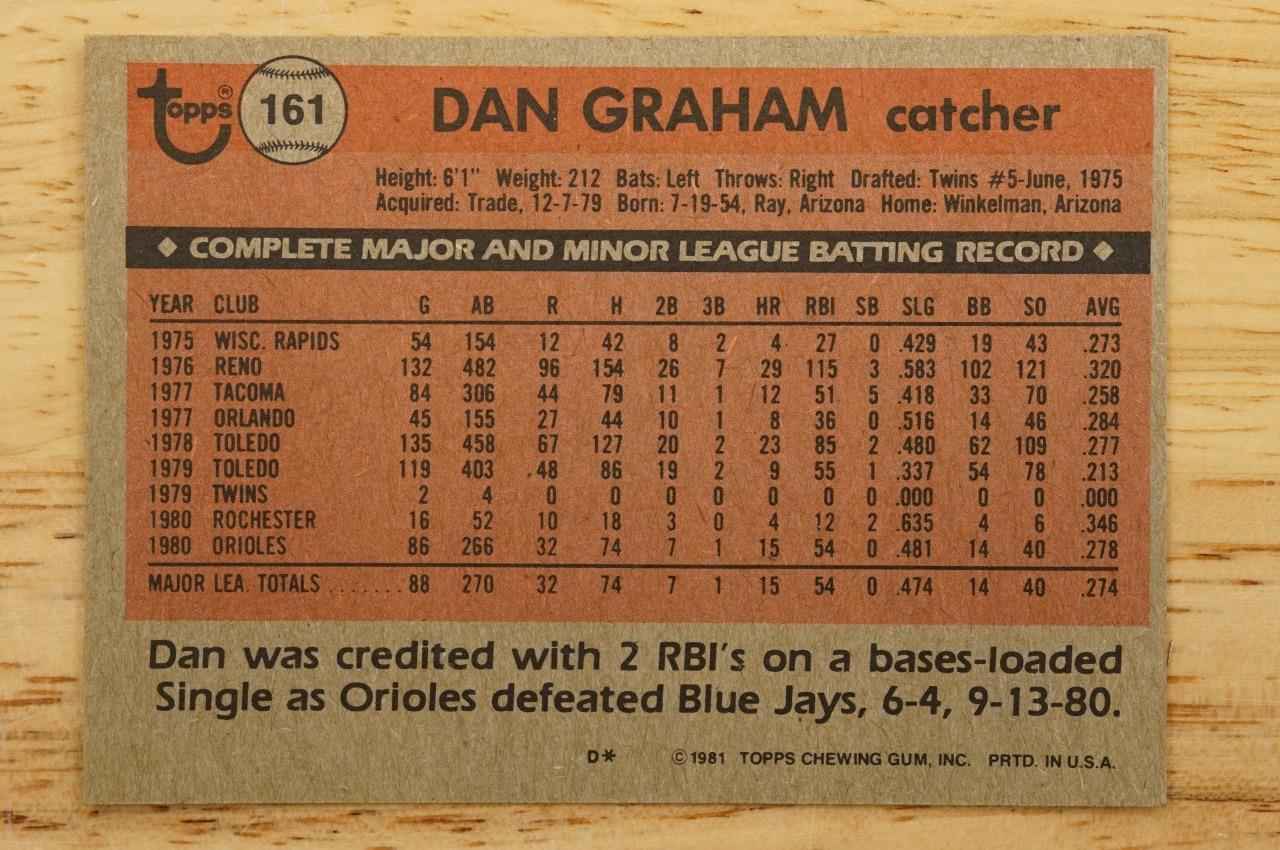 topps® 161 DAN GRAHAM catcher
Height: 6'1" Weight: 212 Bats: Left Throws: Right Drafted: Twins #5-June, 1975
Acquired: Trade, 12-7-79 Born: 7-19-54, Ray, Arizona Home: Winkelman, Arizona
◆ COMPLETE MAJOR AND MINOR LEAGUE BATTING RECORD ◆
YEAR CLUB G AB R H 2B 3B HR RBI SB SLG BB SO AVG
1975 WISC. RAPIDS 54 154 12 42 8 2 4 27 0 .429 19 43 .273
1976 RENO 132 482 96 154 26 7 29 115 3 .583 102 121 .320
1977 TACOMA 84 306 44 79 11 1 12 51 5 .418 33 70 .258
1977 ORLANDO 45 155 27 44 10 1 8 36 0 .516 14 46 .284
1978 TOLEDO 135 458 67 127 20 2 23 85 2 .480 62 109 .277
1979 TOLEDO 119 403 48 86 19 2 9 55 1 .337 54 78 .213
1979 TWINS 2 4 0 0 0 0 0 0 0 .000 0 0 .000
1980 ROCHESTER 16 52 10 18 3 0 4 12 2 .635 4 6 .346
1980 ORIOLES 86 266 32 74 7 1 15 54 0 .481 14 40 .278
MAJOR LEA. TOTALS ....... 88 270 32 74 7 1 15 54 0 .474 14 40 .274
Dan was credited with 2 RBI's on a bases-loaded
Single as Orioles defeated Blue Jays, 6-4, 9-13-80.
D* © 1981 TOPPS CHEWING GUM, INC. PRTD. IN U.S.A.